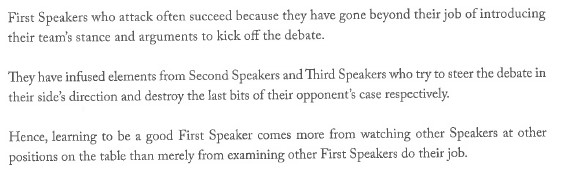 First Speakers who attack often succeed because they have gone beyond their job of introducing
their team's stance and arguments to kick off the debate.
They have infused elements from Second Speakers and Third Speakers who try to steer the debate in
their side's direction and destroy the last bits of their opponent's case respectively.
Hence, learning to be a good First Speaker comes more from watching other Speakers at other
positions on the table than merely from examining other First Speakers do their job.